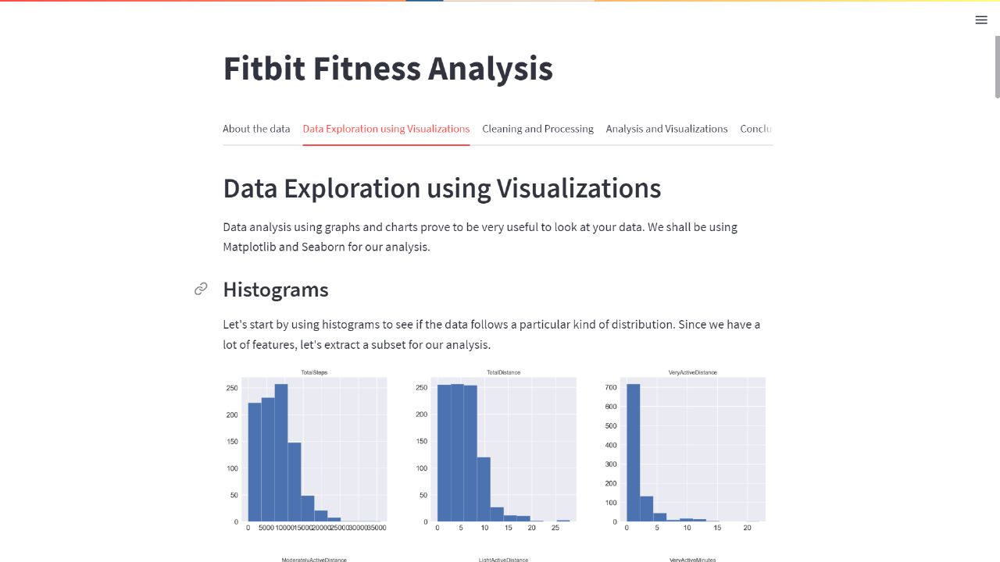 Fitbit Fitness Analysis
About the data Data Exploration using Visualizations Cleaning and Processing Analysis and Visualizations Conclu
Data Exploration using Visualizations
Data analysis using graphs and charts prove to be very useful to look at your data. We shall be using
Matplotlib and Seaborn for our analysis.
Histograms
Let's start by using histograms to see if the data follows a particular kind of distribution. Since we have a
lot of features, let's extract a subset for our analysis.
TotalSteps
250
200
150
100
50
0
0 5000 10000 15000 20000 25000 30000 35000
TotalDistance
250
200
150
100
50
0
0 5 10 15 20 25
VeryActiveDistance
700
600
500
400
300
200
100
0
0 5 10 15 20
ModeratelyActiveDistance LightActiveDistance VeryActiveMinutes